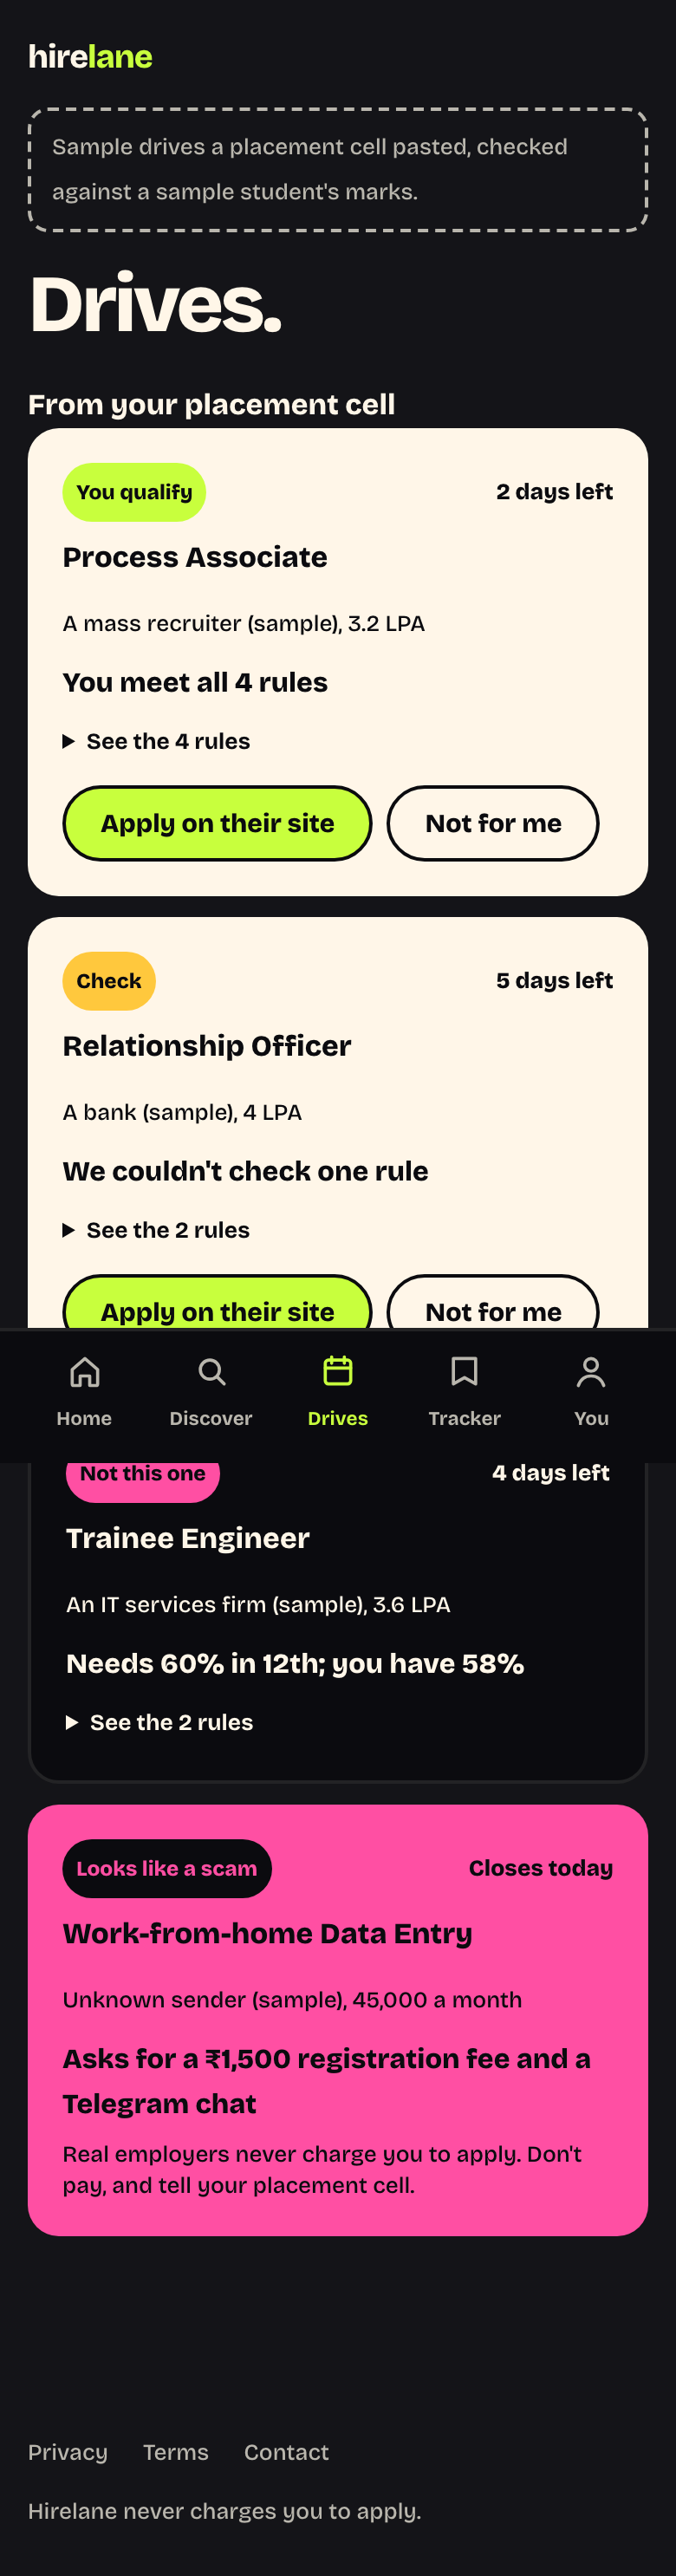 hirelane
Sample drives a placement cell pasted, checked
against a sample student's marks.
Drives.
From your placement cell
You qualify
2 days left
Process Associate
A mass recruiter (sample), 3.2 LPA
You meet all 4 rules
See the 4 rules
Apply on their site
Not for me
Check
5 days left
Relationship Officer
A bank (sample), 4 LPA
We couldn't check one rule
See the 2 rules
Apply on their site
Not for me
Home
Discover
Drives
Tracker
You
Not this one
4 days left
Trainee Engineer
An IT services firm (sample), 3.6 LPA
Needs 60% in 12th; you have 58%
See the 2 rules
Looks like a scam
Closes today
Work-from-home Data Entry
Unknown sender (sample), 45,000 a month
Asks for a ₹1,500 registration fee and a
Telegram chat
Real employers never charge you to apply. Don't
pay, and tell your placement cell.
Privacy
Terms
Contact
Hirelane never charges you to apply.